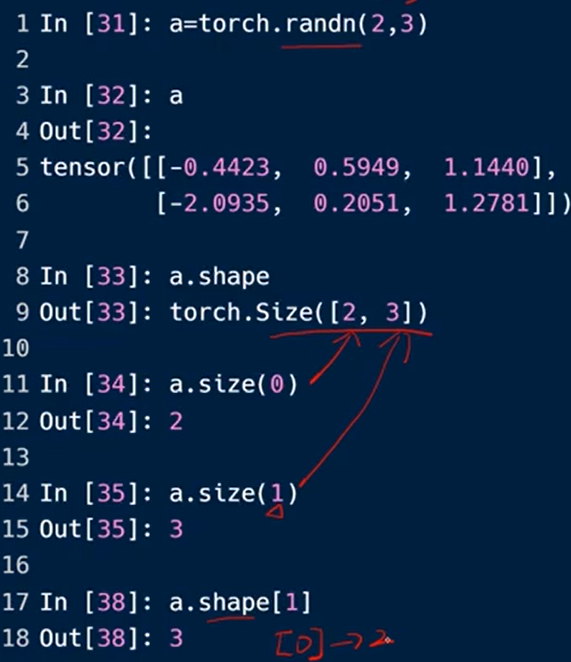 1 In [31]: a=torch.randn(2,3)
2
3 In [32]: a
4 Out[32]:
5 tensor([[-0.4423,  0.5949,  1.1440],
6         [-2.0935,  0.2051,  1.2781]])
7
8 In [33]: a.shape
9 Out[33]: torch.Size([2, 3])
10
11 In [34]: a.size(0)
12 Out[34]: 2
13
14 In [35]: a.size(1)
15 Out[35]: 3
16
17 In [38]: a.shape[1]
18 Out[38]: 3 [0]→2